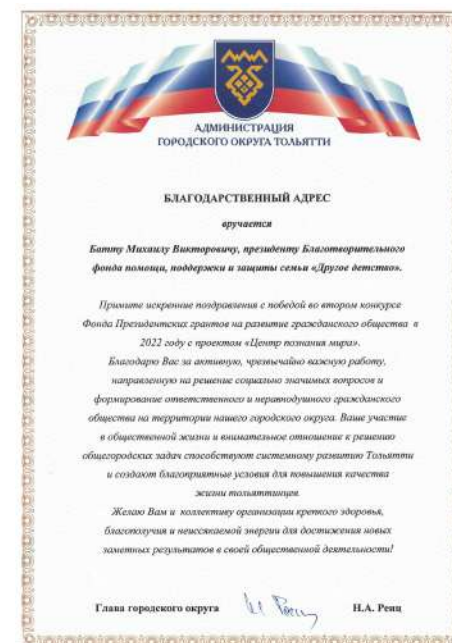 АДМИНИСТРАЦИЯ
ГОРОДСКОГО ОКРУГА ТОЛЬЯТТИ
БЛАГОДАРСТВЕННЫЙ АДРЕС
вручается
Батту Михаилу Викторовичу, президенту Благотворительного
фонда помощи, поддержки и защиты семьи «Другое детство».
Примите искренние поздравления с победой во втором конкурсе
Фонда Президентских грантов на развитие гражданского общества в
2022 году с проектом «Центр познания мира».
Благодарю Вас за активную, чрезвычайно важную работу,
направленную на решение социально значимых вопросов и
формирование ответственного и неравнодушного гражданского
общества на территории нашего городского округа. Ваше участие
в общественной жизни и внимательное отношение к решению
общегородских задач способствуют системному развитию Тольятти
и создают благоприятные условия для повышения качества
жизни тольяттинцев.
Желаю Вам и коллективу организации крепкого здоровья,
благополучия и неиссякаемой энергии для достижения новых
заметных результатов в своей общественной деятельности!
Глава городского округа Н.А. Ренц